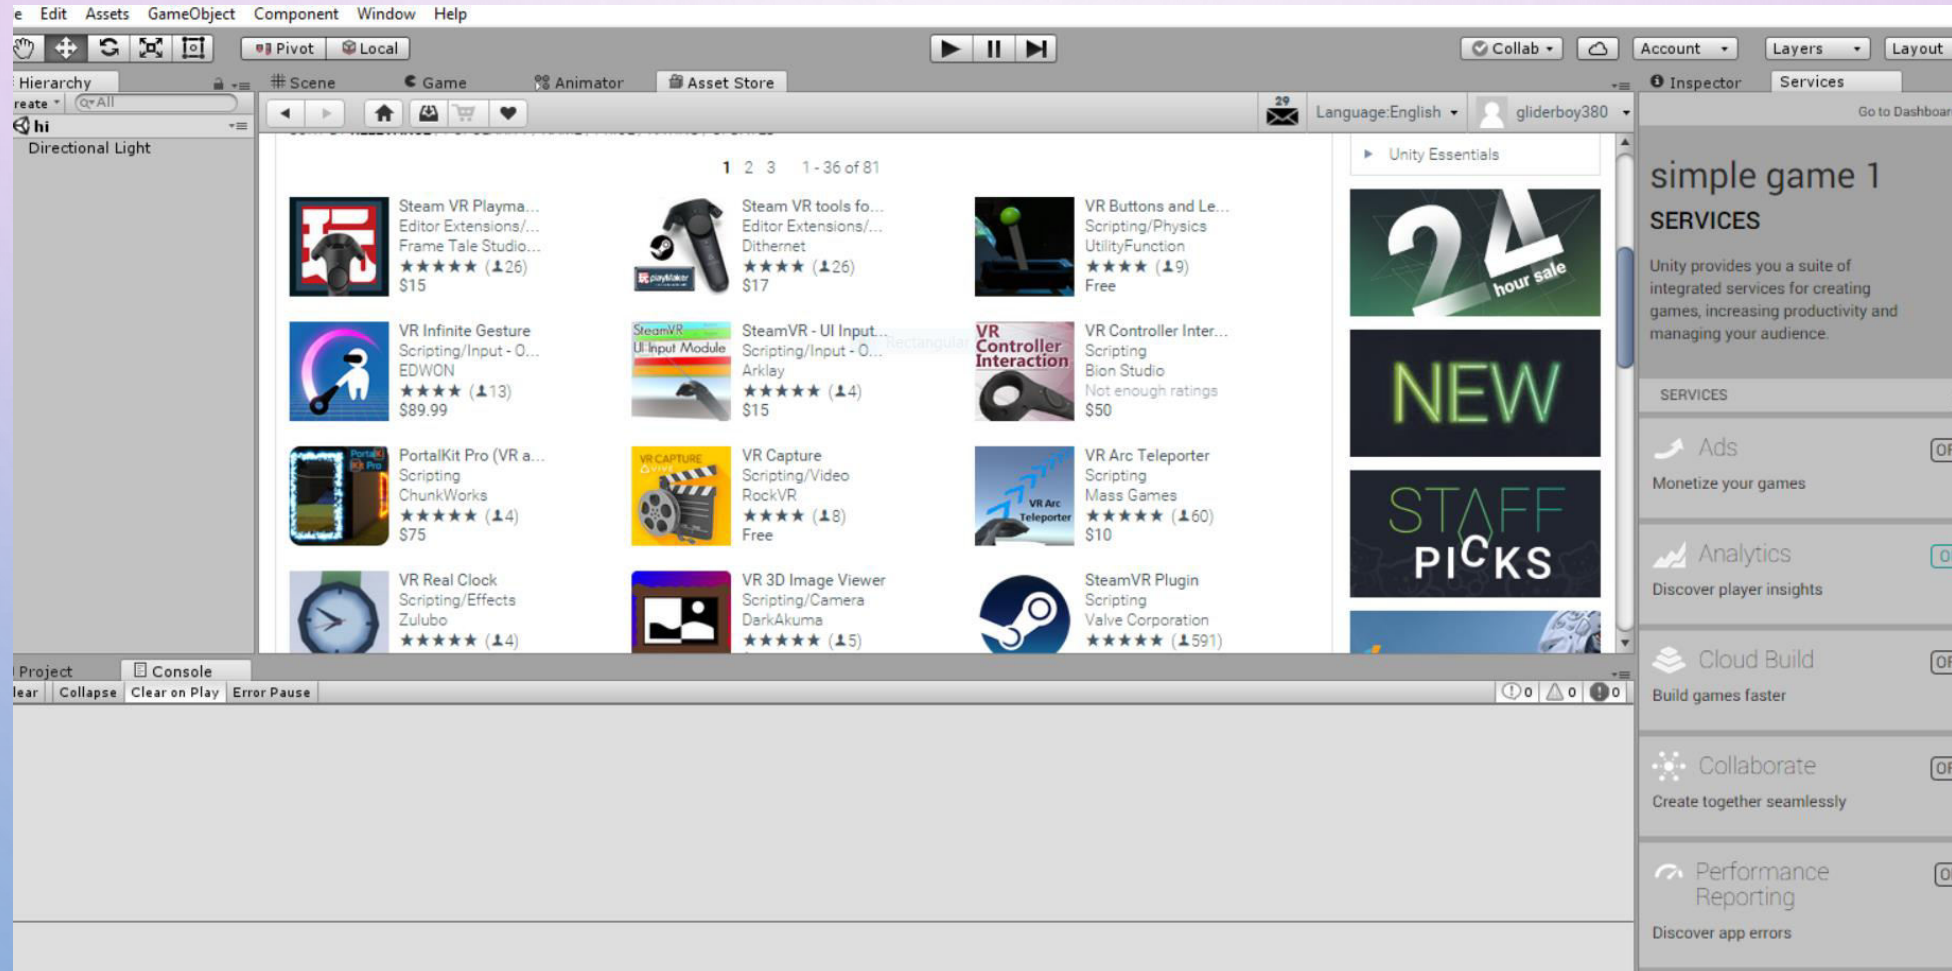 e Edit Assets GameObject Component Window Help
Pivot Local Collab Account Layers Layout
Hierarchy
Scene Game Animator Asset Store
Inspector Services
reate All
29 Language:English gliderboy380
Go to Dashboar
hi
Directional Light
1 2 3 1 - 36 of 81
Unity Essentials
Steam VR Playma...
Editor Extensions/...
Frame Tale Studio...
★★★★★ (26)
$15
Steam VR tools fo...
Editor Extensions/...
Dithernet
★★★★ (26)
$17
playMaker
VR Buttons and Le...
Scripting/Physics
UtilityFunction
★★★★ (9)
Free
VR Infinite Gesture
Scripting/Input - O...
EDWON
★★★★ (13)
$89.99
SteamVR
UI Input Module
SteamVR - UI Input...
Scripting/Input - O...
Arklay
★★★★★ (4)
$15
Rectangular
VR
Controller
Interaction
VR Controller Inter...
Scripting
Bion Studio
Not enough ratings
$50
Portal
Kit Pro
PortalKit Pro (VR a...
Scripting
ChunkWorks
★★★★★ (4)
$75
VR CAPTURE
VIVE
VR Capture
Scripting/Video
RockVR
★★★★ (8)
Free
VR Arc
Teleporter
VR Arc Teleporter
Scripting
Mass Games
★★★★★ (60)
$10
VR Real Clock
Scripting/Effects
Zulubo
★★★★★ (4)
VR 3D Image Viewer
Scripting/Camera
DarkAkuma
★★★★★ (5)
SteamVR Plugin
Scripting
Valve Corporation
★★★★★ (591)
24
hour sale
NEW
STAFF
PICKS
simple game 1
SERVICES
Unity provides you a suite of
integrated services for creating
games, increasing productivity and
managing your audience.
SERVICES
Ads
Monetize your games
Analytics
Discover player insights
Cloud Build
Build games faster
Collaborate
Create together seamlessly
Performance
Reporting
Discover app errors
Project Console
lear Collapse Clear on Play Error Pause 0 0 0